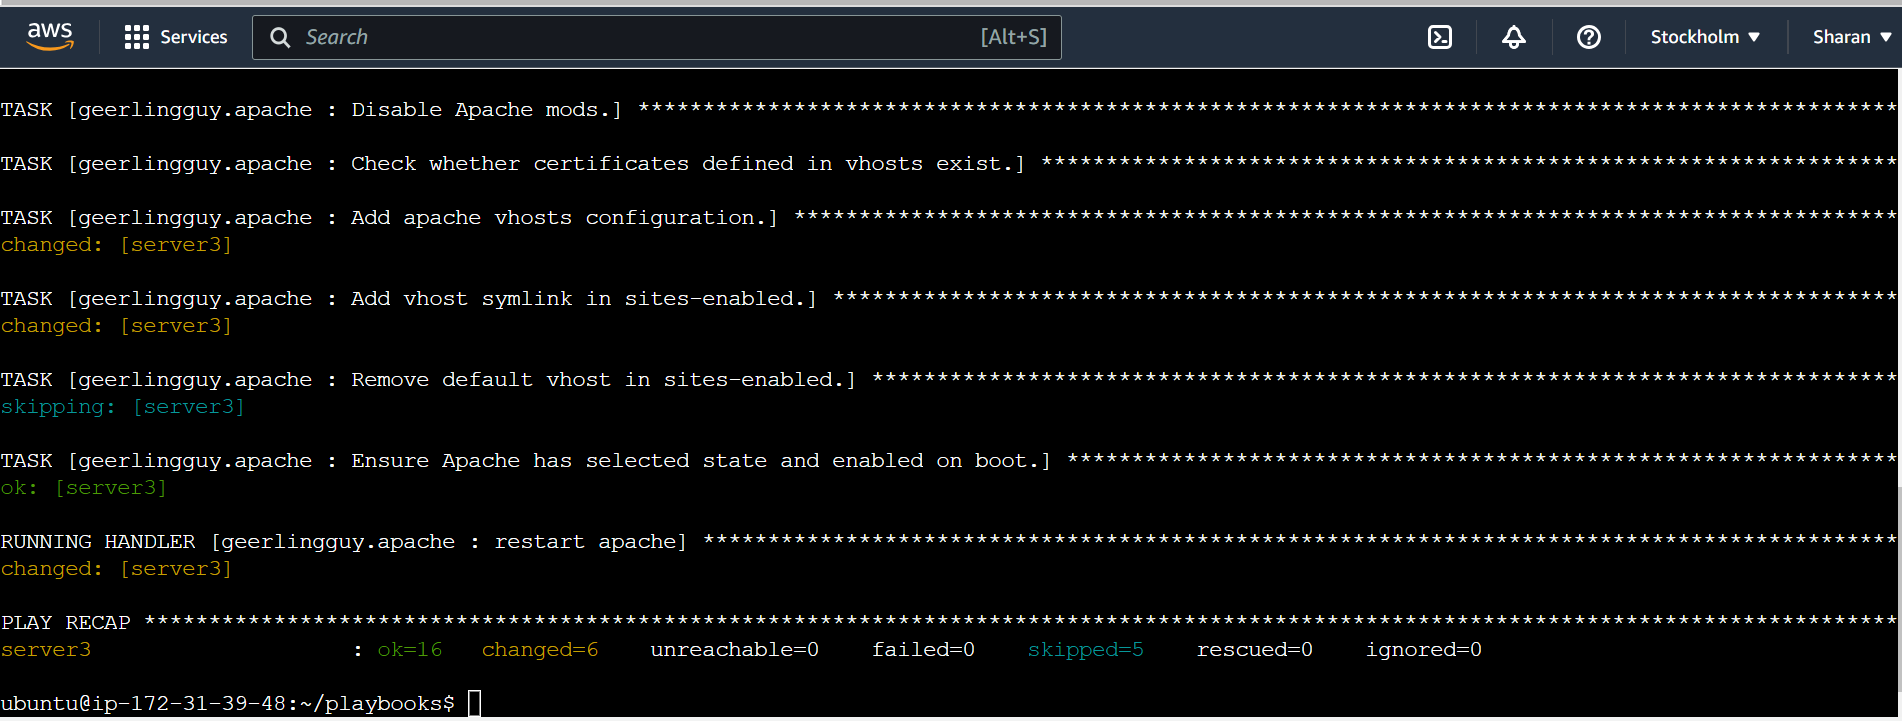 aws Services Search [Alt+S] Stockholm ▼ Sharan ▼
TASK [geerlingguy.apache : Disable Apache mods.] *************************************************************************************************
TASK [geerlingguy.apache : Check whether certificates defined in vhosts exist.] ******************************************************************
TASK [geerlingguy.apache : Add apache vhosts configuration.] *************************************************************************************
changed: [server3]
TASK [geerlingguy.apache : Add vhost symlink in sites-enabled.] **********************************************************************************
changed: [server3]
TASK [geerlingguy.apache : Remove default vhost in sites-enabled.] *******************************************************************************
skipping: [server3]
TASK [geerlingguy.apache : Ensure Apache has selected state and enabled on boot.] ****************************************************************
ok: [server3]
RUNNING HANDLER [geerlingguy.apache : restart apache] ********************************************************************************************
changed: [server3]
PLAY RECAP ***************************************************************************************************************************************
server3 : ok=16 changed=6 unreachable=0 failed=0 skipped=5 rescued=0 ignored=0
ubuntu@ip-172-31-39-48:~/playbooks$